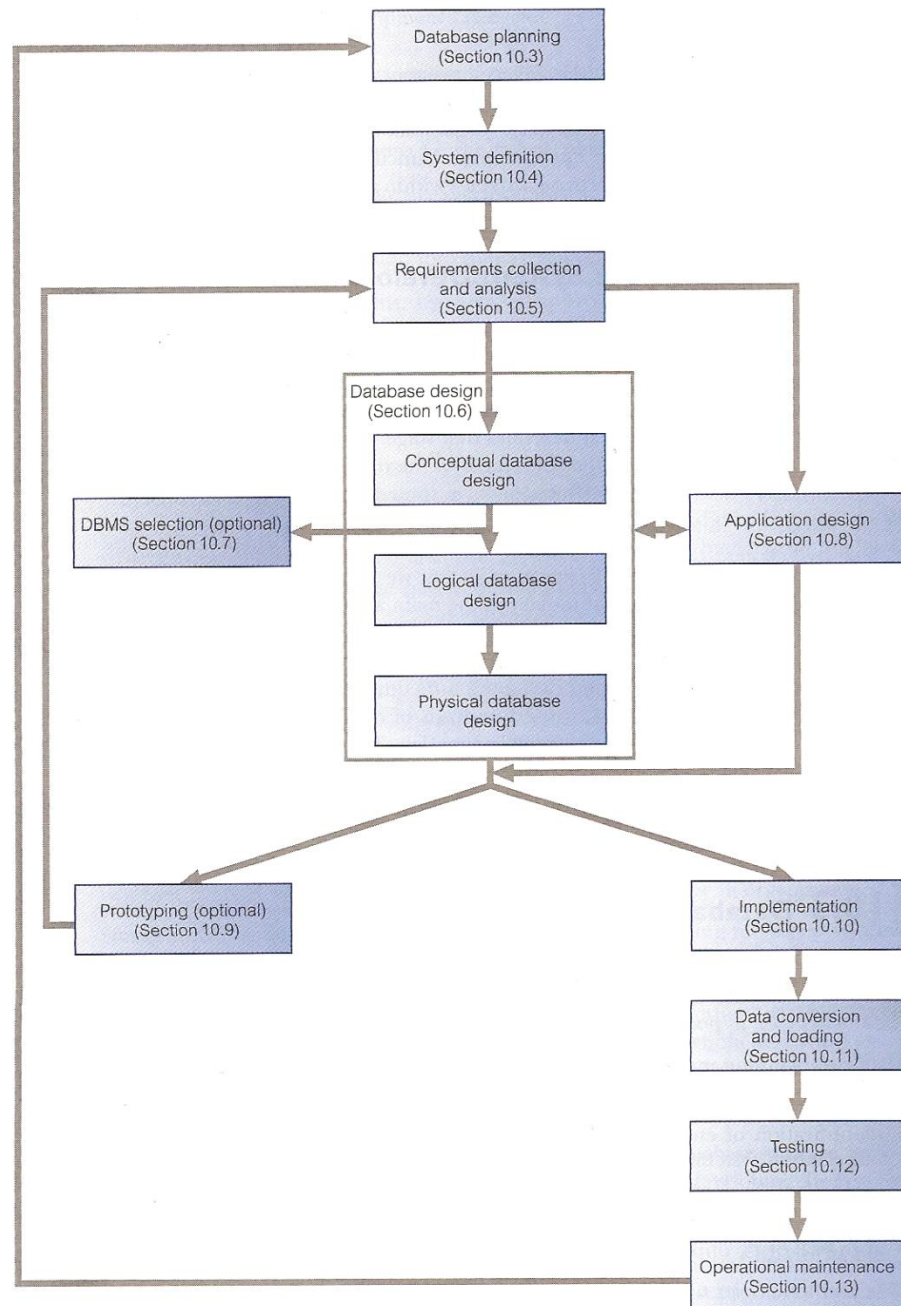 Database planning
(Section 10.3)
System definition
(Section 10.4)
Requirements collection
and analysis
(Section 10.5)
Database design
(Section 10.6)
Conceptual database
design
DBMS selection (optional)
(Section 10.7)
Application design
(Section 10.8)
Logical database
design
Physical database
design
Prototyping (optional)
(Section 10.9)
Implementation
(Section 10.10)
Data conversion
and loading
(Section 10.11)
Testing
(Section 10.12)
Operational maintenance
(Section 10.13)